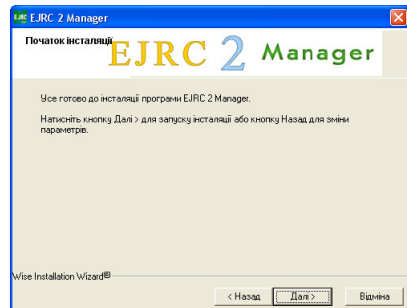 EJRC 2 Manager
Початок інсталяції
EJRC 2 Manager
Усе готово до інсталяції програми EJRC 2 Manager.
Натисніть кнопку Далі > для запуску інсталяції або кнопку Назад для зміни
параметрів.
Wise Installation Wizard®
< Назад Далі > Відміна